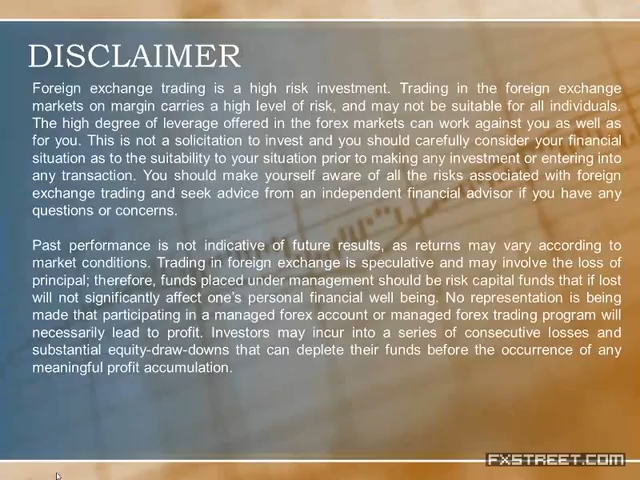 DISCLAIMER
Foreign exchange trading is a high risk investment. Trading in the foreign exchange
markets on margin carries a high level of risk, and may not be suitable for all individuals.
The high degree of leverage offered in the forex markets can work against you as well as
for you. This is not a solicitation to invest and you should carefully consider your financial
situation as to the suitability to your situation prior to making any investment or entering into
any transaction. You should make yourself aware of all the risks associated with foreign
exchange trading and seek advice from an independent financial advisor if you have any
questions or concerns.
Past performance is not indicative of future results, as returns may vary according to
market conditions. Trading in foreign exchange is speculative and may involve the loss of
principal; therefore, funds placed under management should be risk capital funds that if lost
will not significantly affect one's personal financial well being. No representation is being
made that participating in a managed forex account or managed forex trading program will
necessarily lead to profit. Investors may incur into a series of consecutive losses and
substantial equity-draw-downs that can deplete their funds before the occurrence of any
meaningful profit accumulation.
FXSTREET.COM